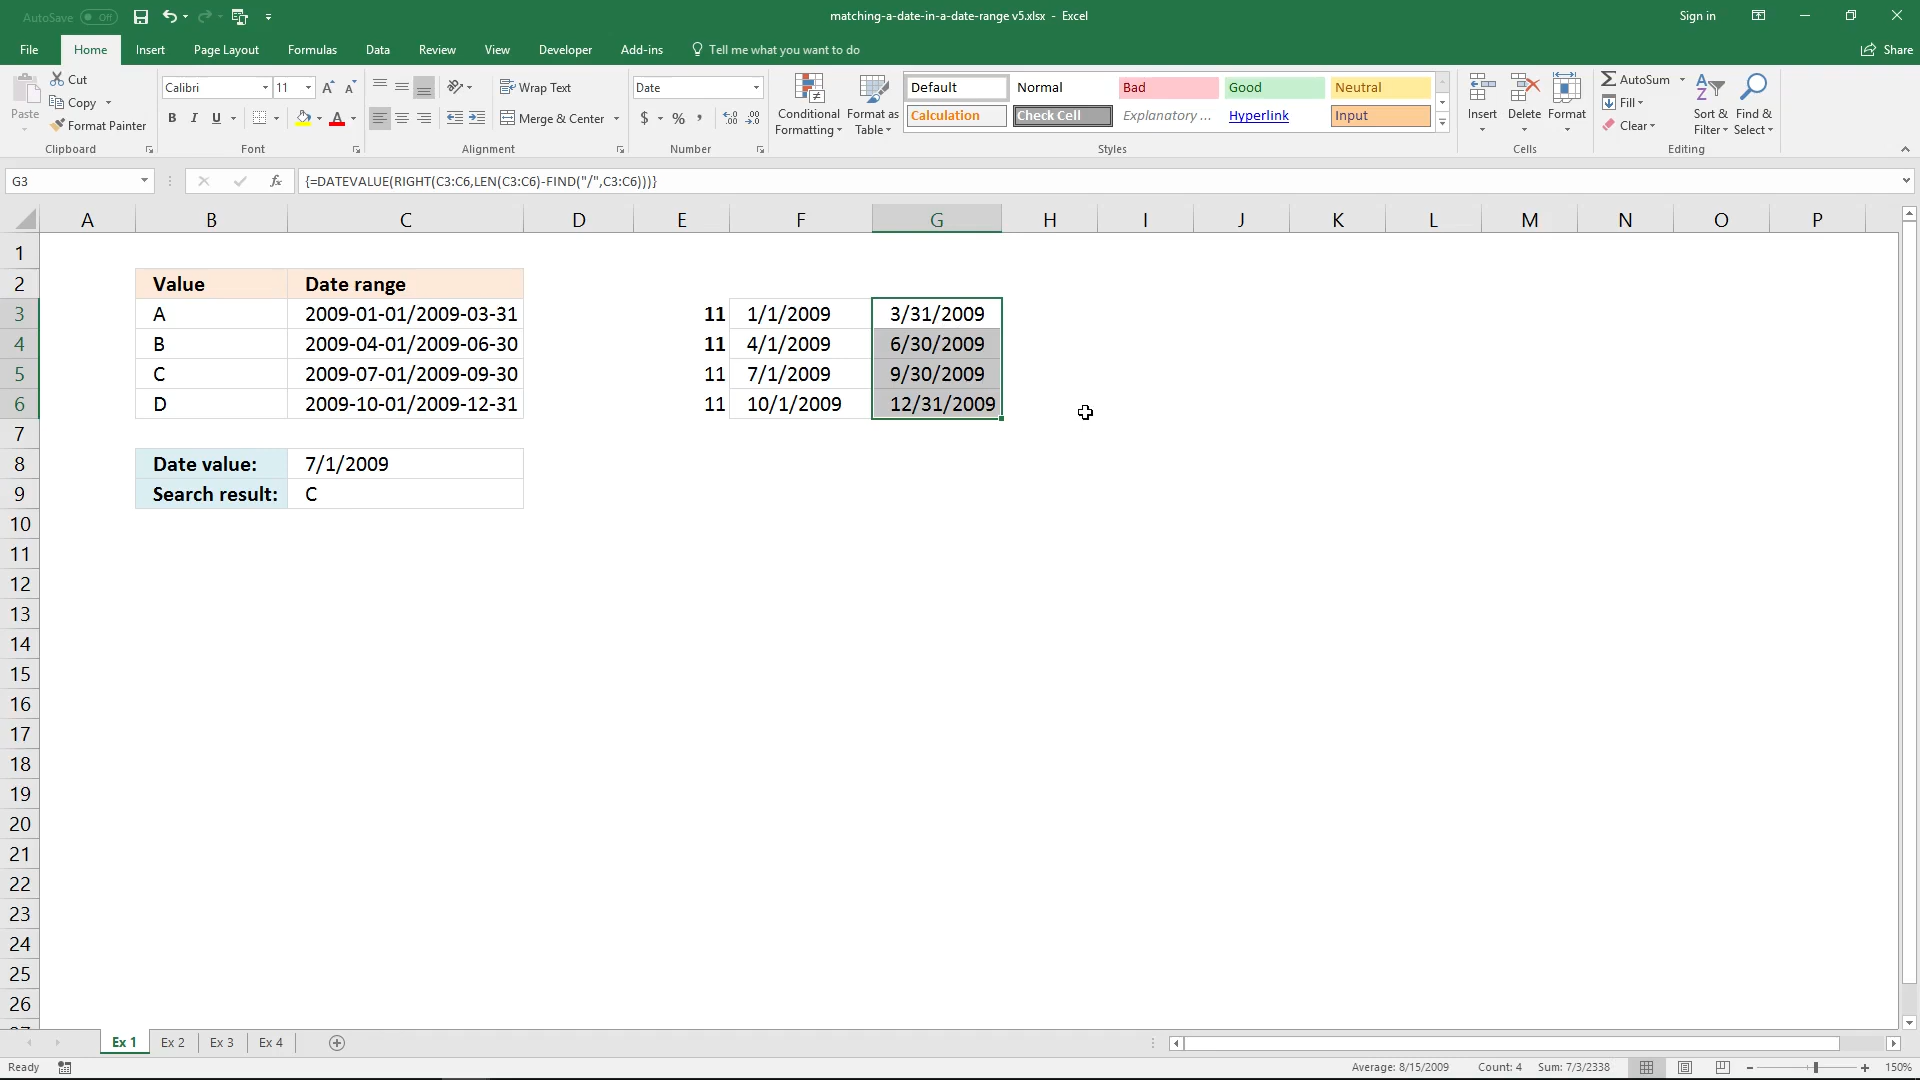 AutoSave Off
matching-a-date-in-a-date-range v5.xlsx - Excel
Sign in
File Home Insert Page Layout Formulas Data Review View Developer Add-ins Tell me what you want to do Share
Paste
Cut
Copy
Format Painter
Clipboard
Calibri 11
B I U
Font
Wrap Text
Merge & Center
Alignment
Date
$ % ,
Number
Conditional Formatting
Format as Table
Default Normal Bad Good Neutral
Calculation Check Cell Explanatory ... Hyperlink Input
Styles
Insert Delete Format
Cells
AutoSum
Fill
Clear
Sort & Filter
Find & Select
Editing
G3 fx {=DATEVALUE(RIGHT(C3:C6,LEN(C3:C6)-FIND("/",C3:C6)))}
A B C D E F G H I J K L M N O P
1
2 Value Date range
3 A 2009-01-01/2009-03-31 11 1/1/2009 3/31/2009
4 B 2009-04-01/2009-06-30 11 4/1/2009 6/30/2009
5 C 2009-07-01/2009-09-30 11 7/1/2009 9/30/2009
6 D 2009-10-01/2009-12-31 11 10/1/2009 12/31/2009
7
8 Date value: 7/1/2009
9 Search result: C
10
11
12
13
14
15
16
17
18
19
20
21
22
23
24
25
26
Ex 1 Ex 2 Ex 3 Ex 4
Ready Average: 8/15/2009 Count: 4 Sum: 7/3/2338 150%